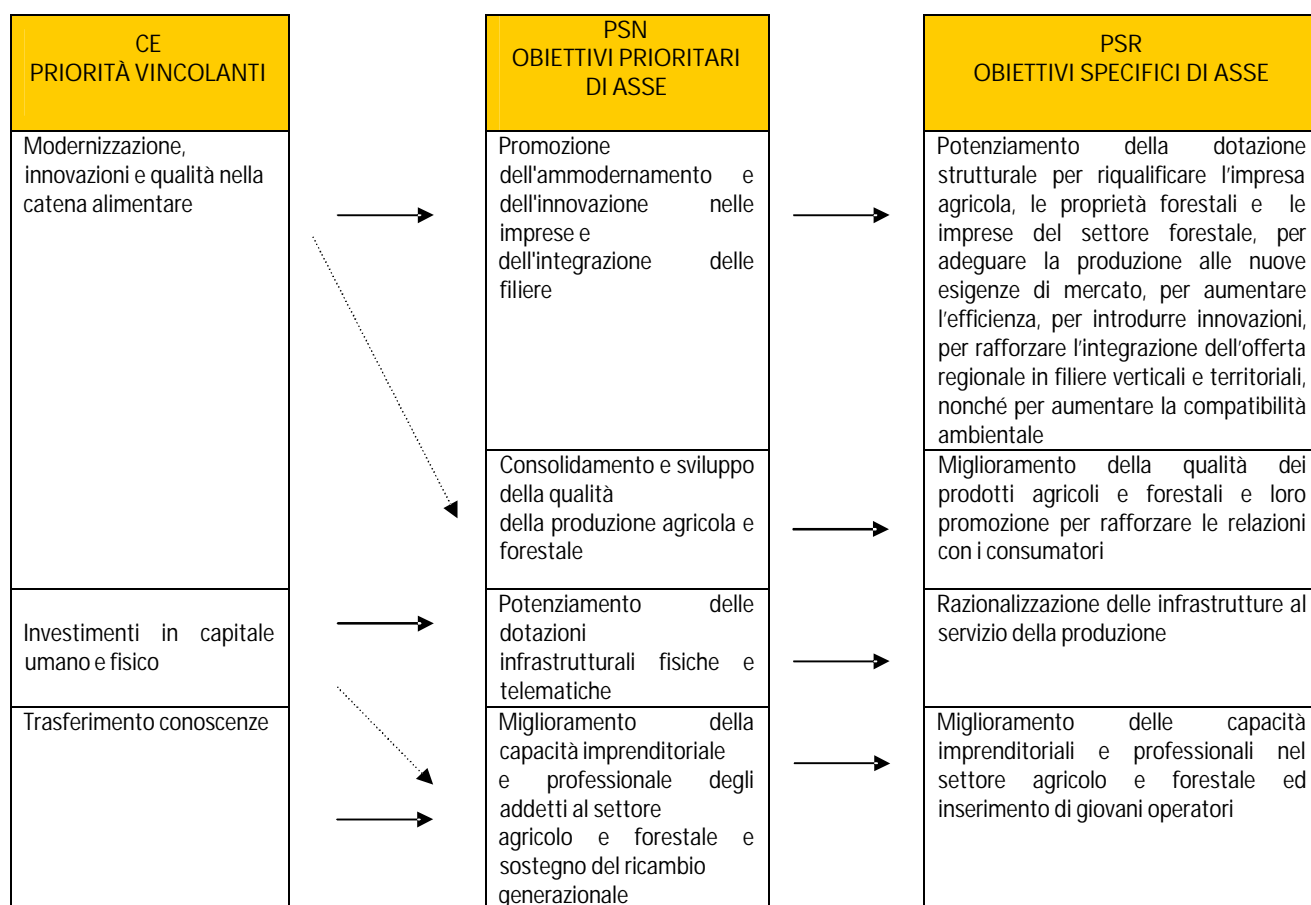 CE
PRIORITÀ VINCOLANTI
PSN
OBIETTIVI PRIORITARI
DI ASSE
PSR
OBIETTIVI SPECIFICI DI ASSE
Modernizzazione,
innovazioni e qualità nella
catena alimentare
Promozione
dell'ammodernamento e
dell'innovazione nelle
imprese e
dell'integrazione delle
filiere
Potenziamento della dotazione
strutturale per riqualificare l'impresa
agricola, le proprietà forestali e le
imprese del settore forestale, per
adeguare la produzione alle nuove
esigenze di mercato, per aumentare
l'efficienza, per introdurre innovazioni,
per rafforzare l'integrazione dell'offerta
regionale in filiere verticali e territoriali,
nonché per aumentare la compatibilità
ambientale
Consolidamento e sviluppo
della qualità
della produzione agricola e
forestale
Miglioramento della qualità dei
prodotti agricoli e forestali e loro
promozione per rafforzare le relazioni
con i consumatori
Investimenti in capitale
umano e fisico
Potenziamento delle
dotazioni
infrastrutturali fisiche e
telematiche
Razionalizzazione delle infrastrutture al
servizio della produzione
Trasferimento conoscenze
Miglioramento della
capacità imprenditoriale
e professionale degli
addetti al settore
agricolo e forestale e
sostegno del ricambio
generazionale
Miglioramento delle capacità
imprenditoriali e professionali nel
settore agricolo e forestale ed
inserimento di giovani operatori